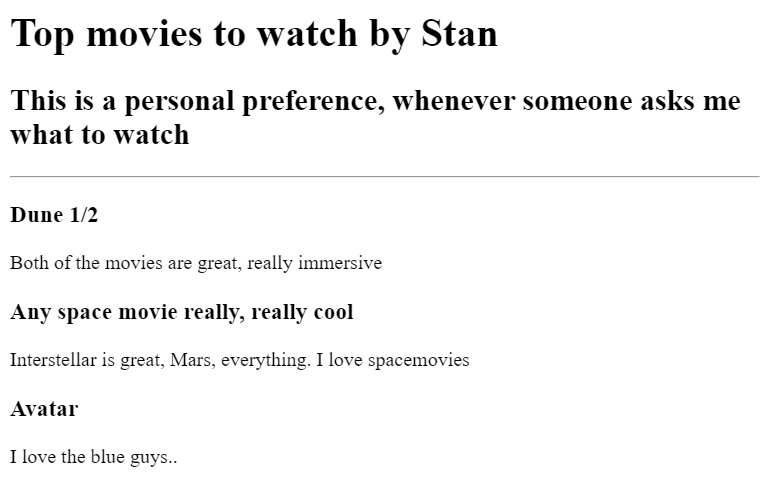 Top movies to watch by Stan
This is a personal preference, whenever someone asks me
what to watch
Dune 1/2
Both of the movies are great, really immersive
Any space movie really, really cool
Interstellar is great, Mars, everything. I love spacemovies
Avatar
I love the blue guys..